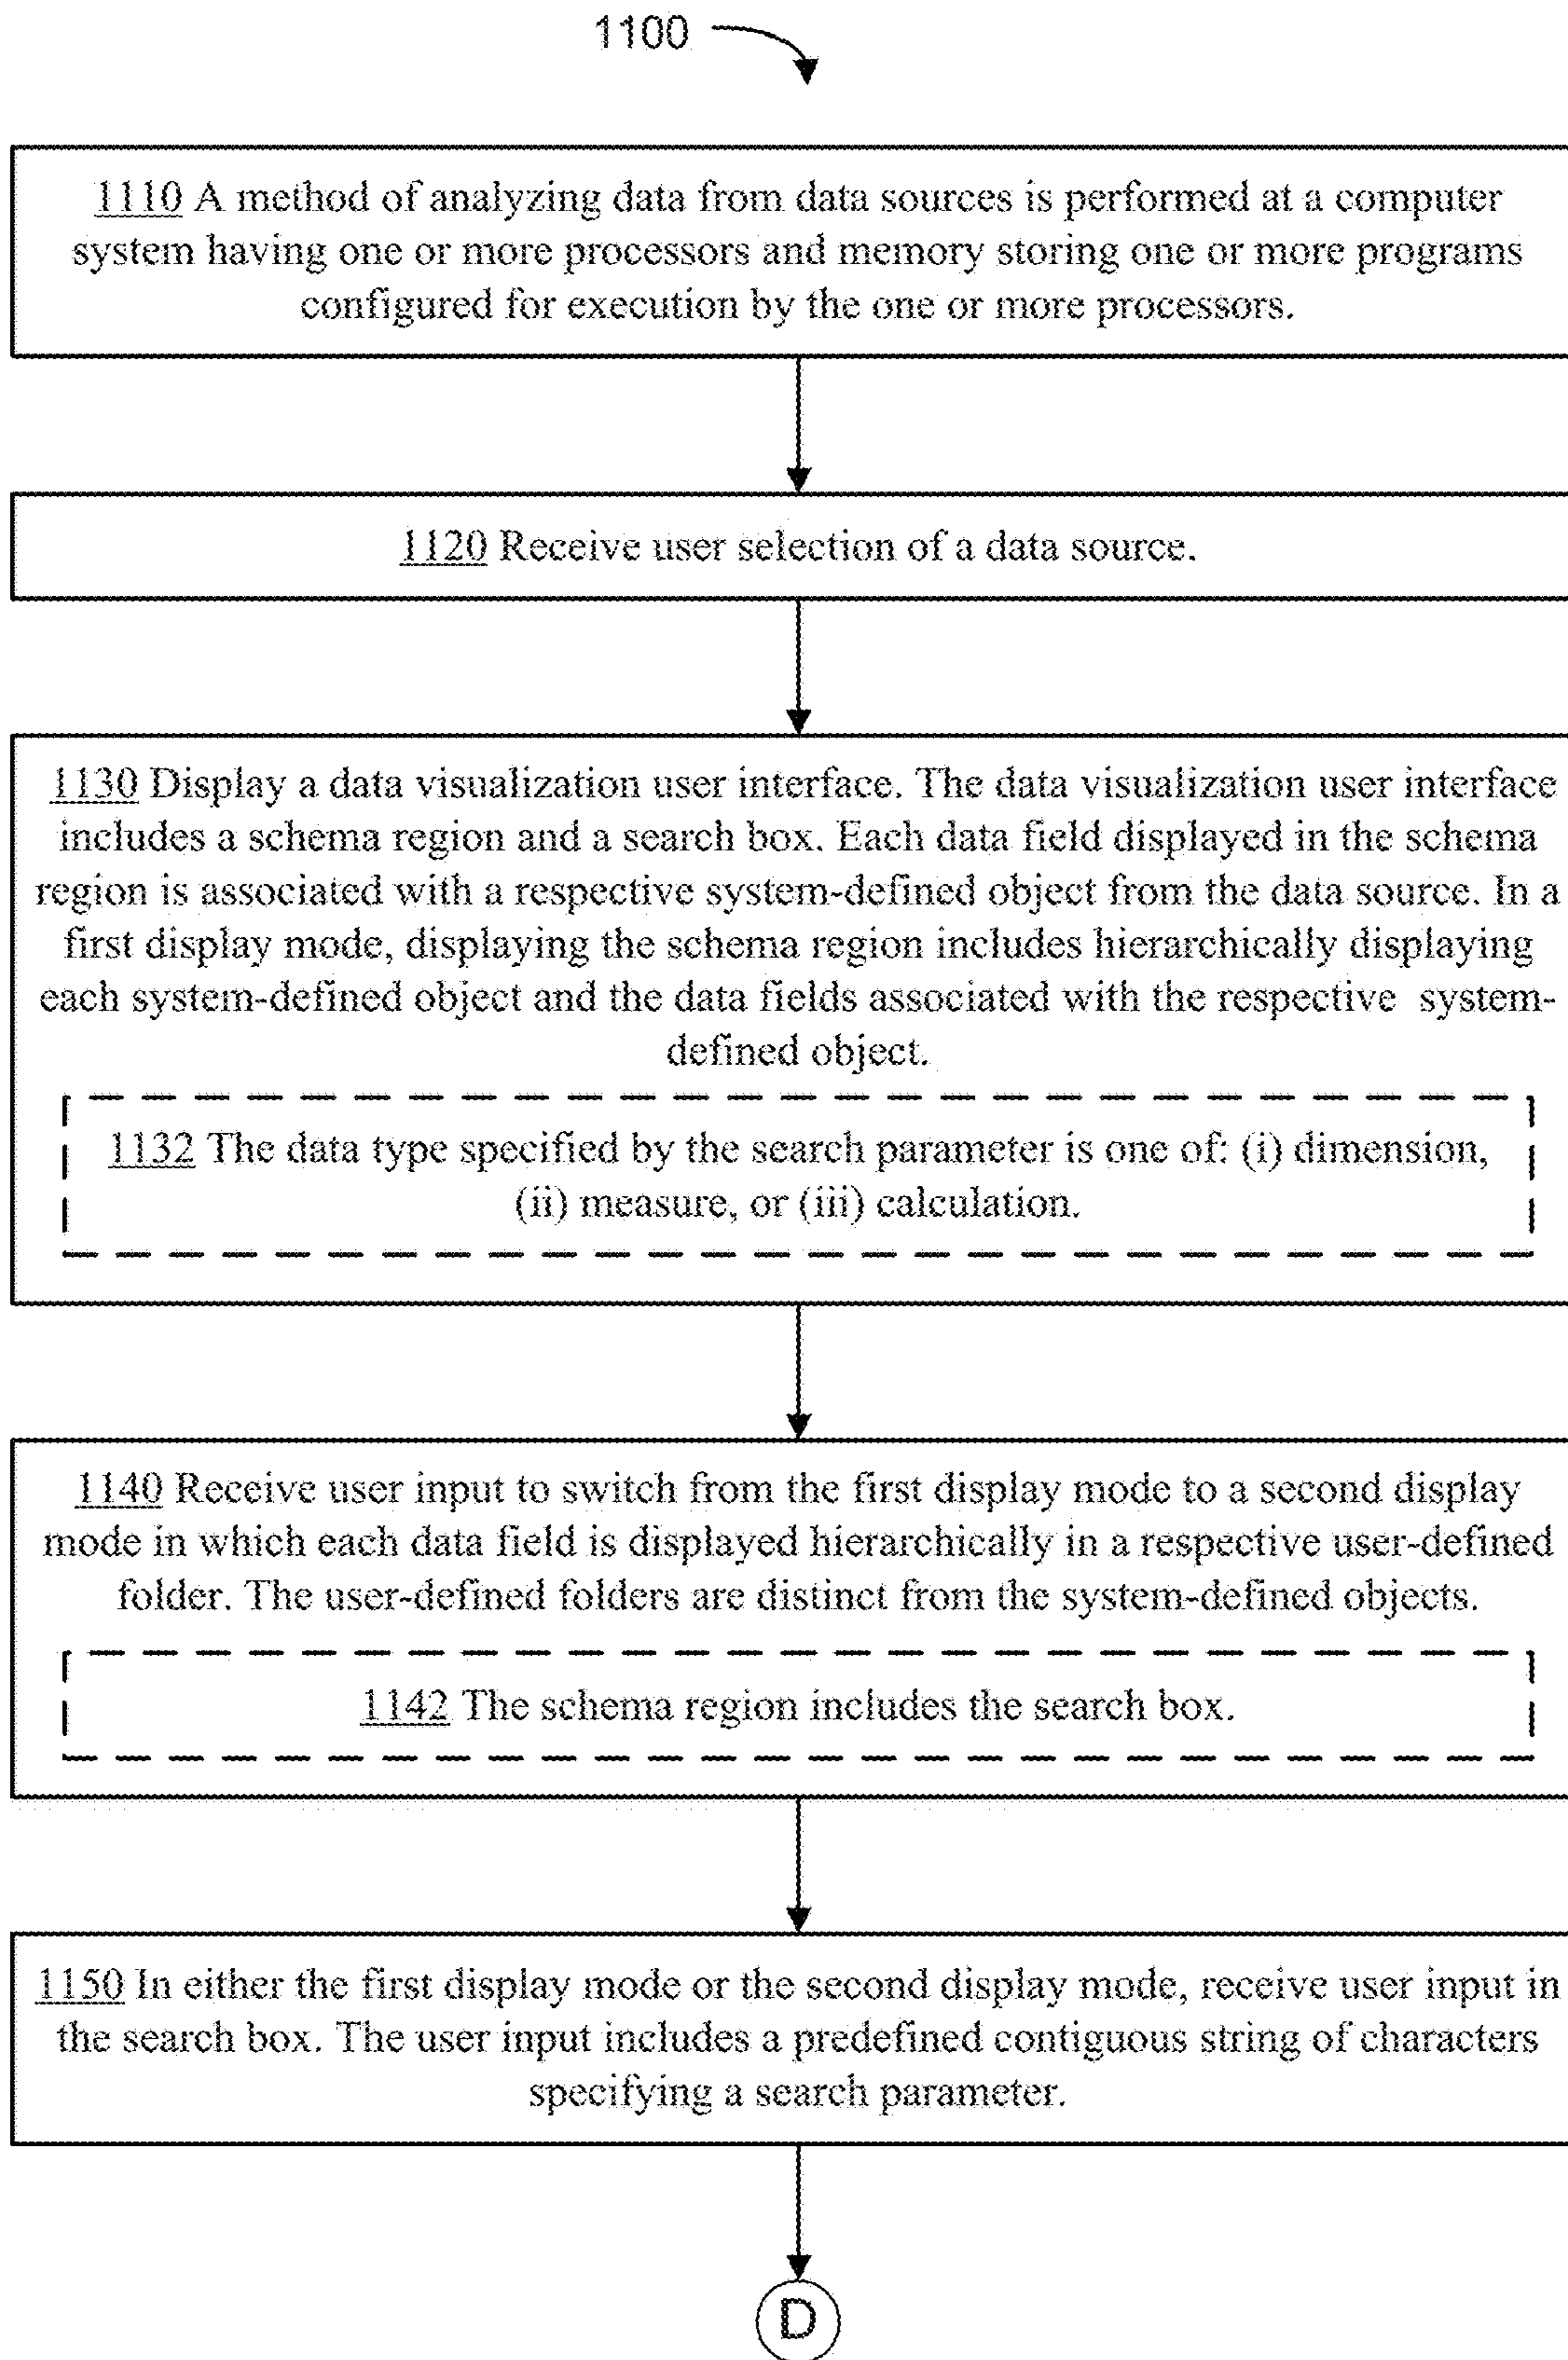 1100
1110 A method of analyzing data from data sources is performed at a computer
system having one or more processors and memory storing one or more programs
configured for execution by the one or more processors.
1120 Receive user selection of a data source.
1130 Display a data visualization user interface. The data visualization user interface
includes a schema region and a search box. Each data field displayed in the schema
region is associated with a respective system-defined object from the data source. In a
first display mode, displaying the schema region includes hierarchically displaying
each system-defined object and the data fields associated with the respective system-
defined object.
1132 The data type specified by the search parameter is one of: (i) dimension,
(ii) measure, or (iii) calculation.
1140 Receive user input to switch from the first display mode to a second display
mode in which each data field is displayed hierarchically in a respective user-defined
folder. The user-defined folders are distinct from the system-defined objects.
1142 The schema region includes the search box.
1150 In either the first display mode or the second display mode, receive user input in
the search box. The user input includes a predefined contiguous string of characters
specifying a search parameter.
D